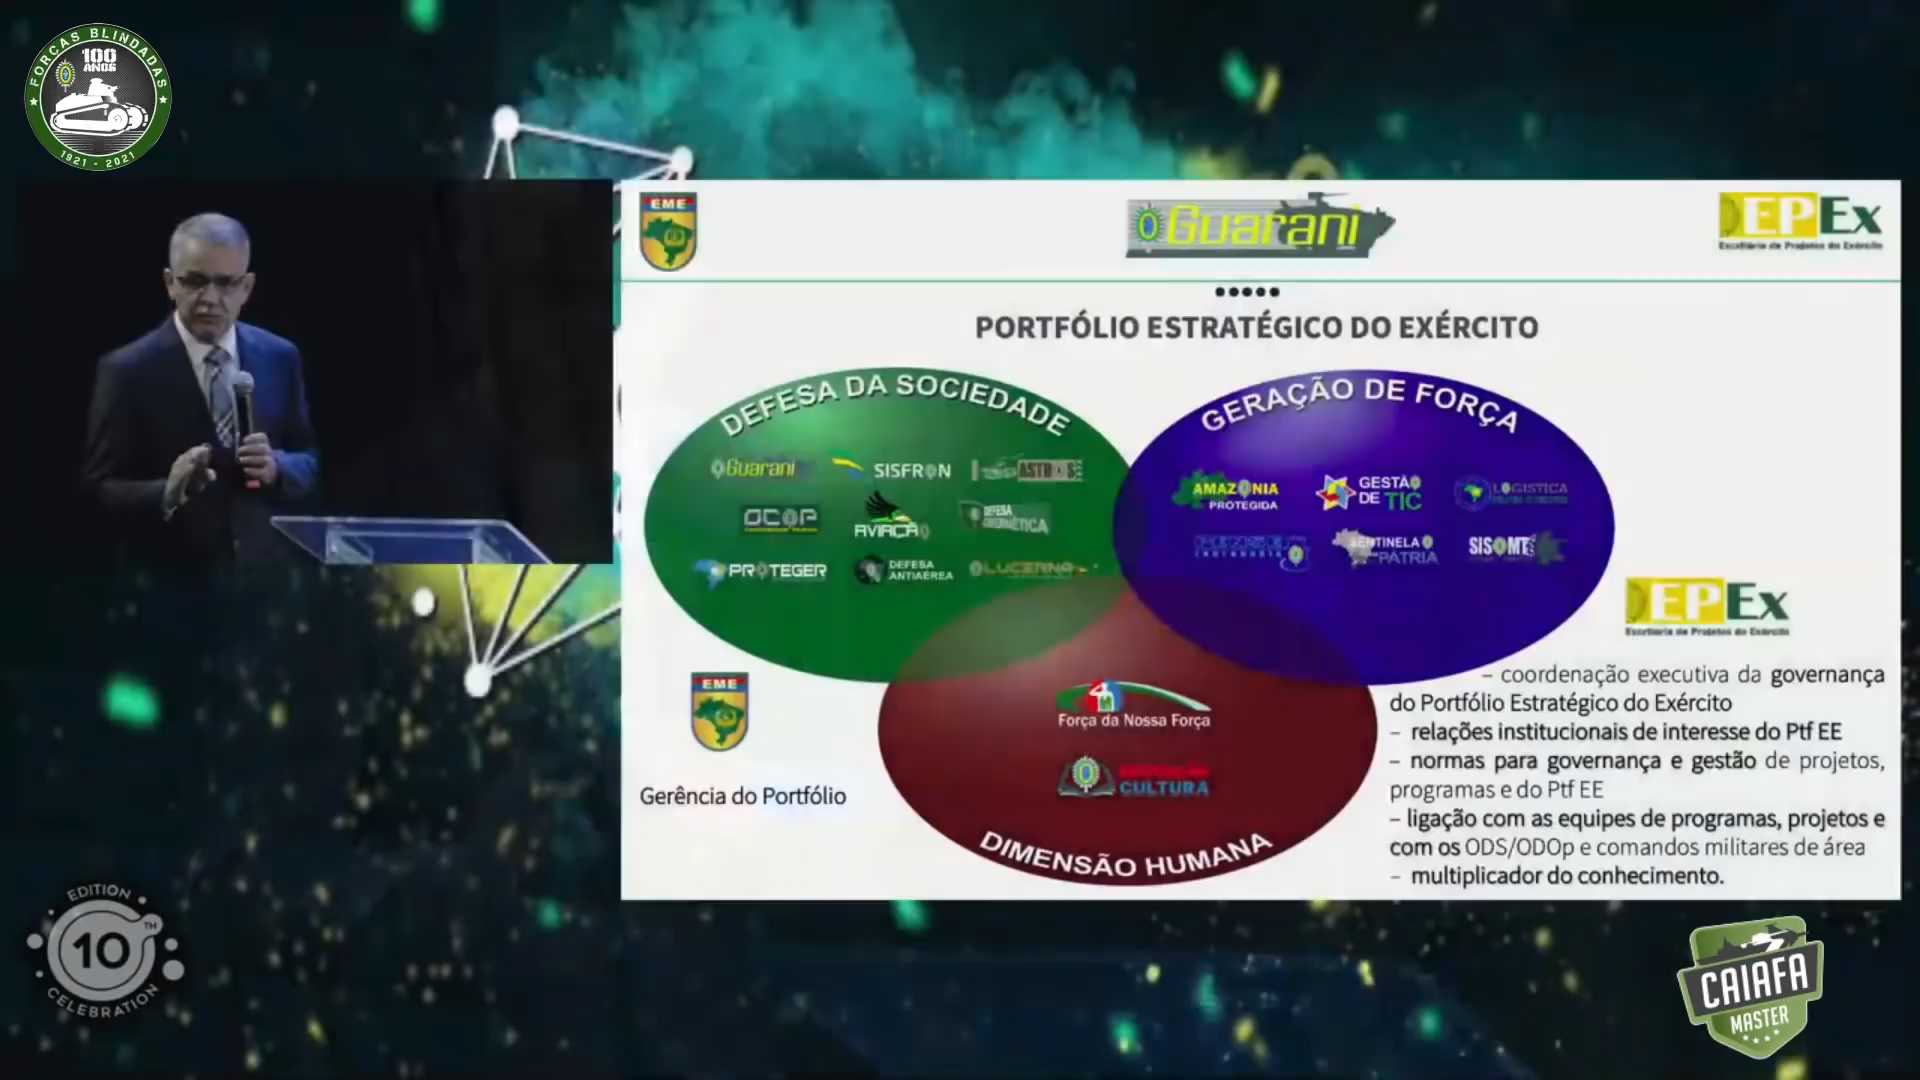 FORÇAS BLINDADAS
100
ANOS
1921 - 2021
EME
Guarani
EPEx
Escritório de Projetos do Exército
PORTFÓLIO ESTRATÉGICO DO EXÉRCITO
DEFESA DA SOCIEDADE
Guarani
SISFRON
ASTROS
OCOP
AVIAÇÃO
DEFESA
CIBERNÉTICA
PROTEGER
DEFESA
ANTIAÉREA
LUCERNA
GERAÇÃO DE FORÇA
AMAZONIA
PROTEGIDA
GESTÃO
DE TIC
LOGISTICA
SENTINELA
DA PÁTRIA
SISOMT
EPEx
Escritório de Projetos do Exército
EME
Gerência do Portfólio
Força da Nossa Força
CULTURA
DIMENSÃO HUMANA
– coordenação executiva da governança
do Portfólio Estratégico do Exército
– relações institucionais de interesse do Ptf EE
– normas para governança e gestão de projetos,
programas e do Ptf EE
– ligação com as equipes de programas, projetos e
com os ODS/ODOp e comandos militares de área
– multiplicador do conhecimento.
EDITION
10TH
CELEBRATION
CAIAFA
MASTER